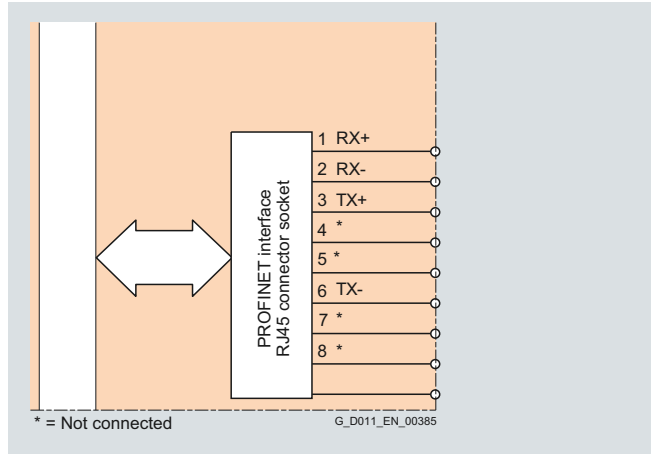 1 RX+
2 RX-
3 TX+
4 *
5 *
6 TX-
7 *
8 *
PROFINET interface
RJ45 connector socket
* = Not connected
G_D011_EN_00385